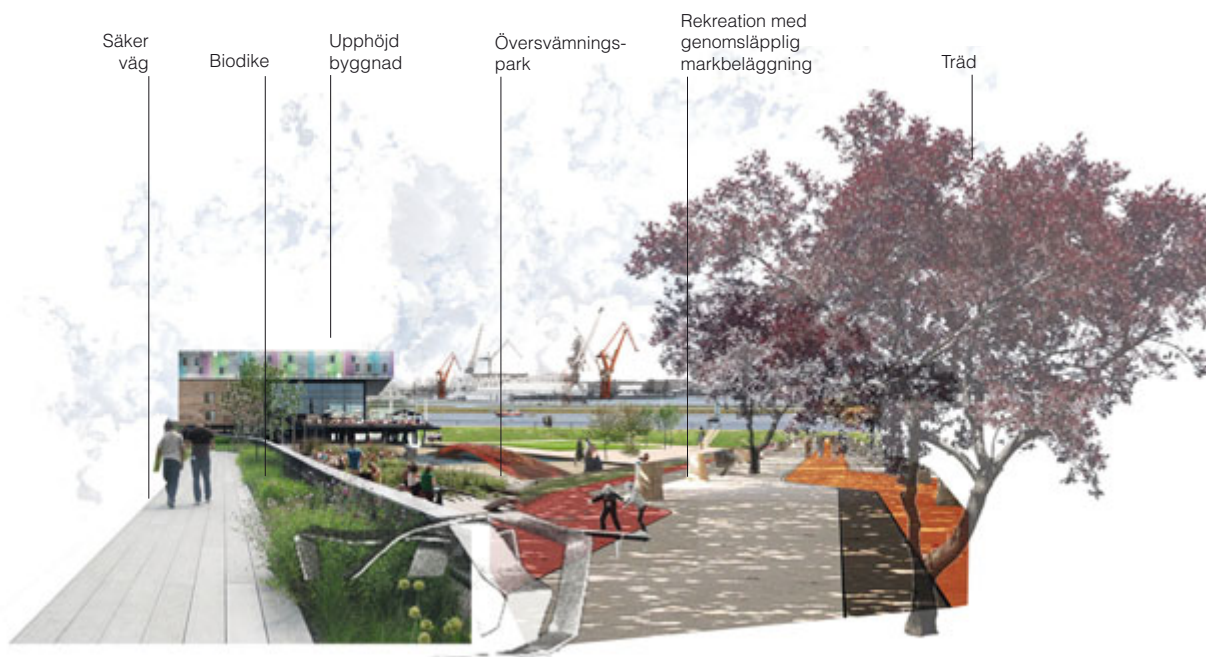 Säker
väg
Biodike
Upphöjd
byggnad
Översvämnings-
park
Rekreation med
genomsläpplig
markbeläggning
Träd